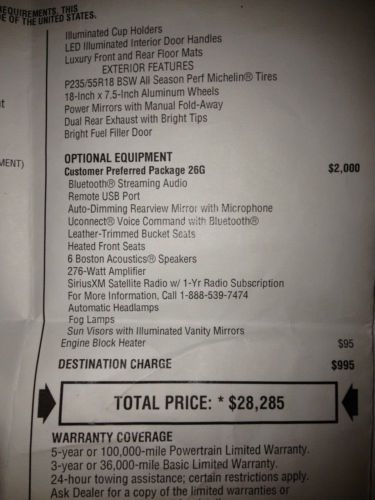 REQUIREMENTS. THIS
E OF THE UNITED STATES.
Illuminated Cup Holders
LED Illuminated Interior Door Handles
Luxury Front and Rear Floor Mats
EXTERIOR FEATURES
P235/55R18 BSW All Season Perf Michelin® Tires
18-Inch x 7.5-Inch Aluminum Wheels
Power Mirrors with Manual Fold-Away
Dual Rear Exhaust with Bright Tips
Bright Fuel Filler Door
MENT)
OPTIONAL EQUIPMENT
Customer Preferred Package 26G $2,000
Bluetooth® Streaming Audio
Remote USB Port
Auto-Dimming Rearview Mirror with Microphone
Uconnect® Voice Command with Bluetooth®
Leather-Trimmed Bucket Seats
Heated Front Seats
6 Boston Acoustics® Speakers
276-Watt Amplifier
SiriusXM Satellite Radio w/ 1-Yr Radio Subscription
For More Information, Call 1-888-539-7474
Automatic Headlamps
Fog Lamps
Sun Visors with Illuminated Vanity Mirrors
Engine Block Heater $95
DESTINATION CHARGE $995
TOTAL PRICE: * $28,285
WARRANTY COVERAGE
5-year or 100,000-mile Powertrain Limited Warranty.
3-year or 36,000-mile Basic Limited Warranty.
24-hour towing assistance; certain restrictions apply.
Ask Dealer for a copy of the limited warranties or